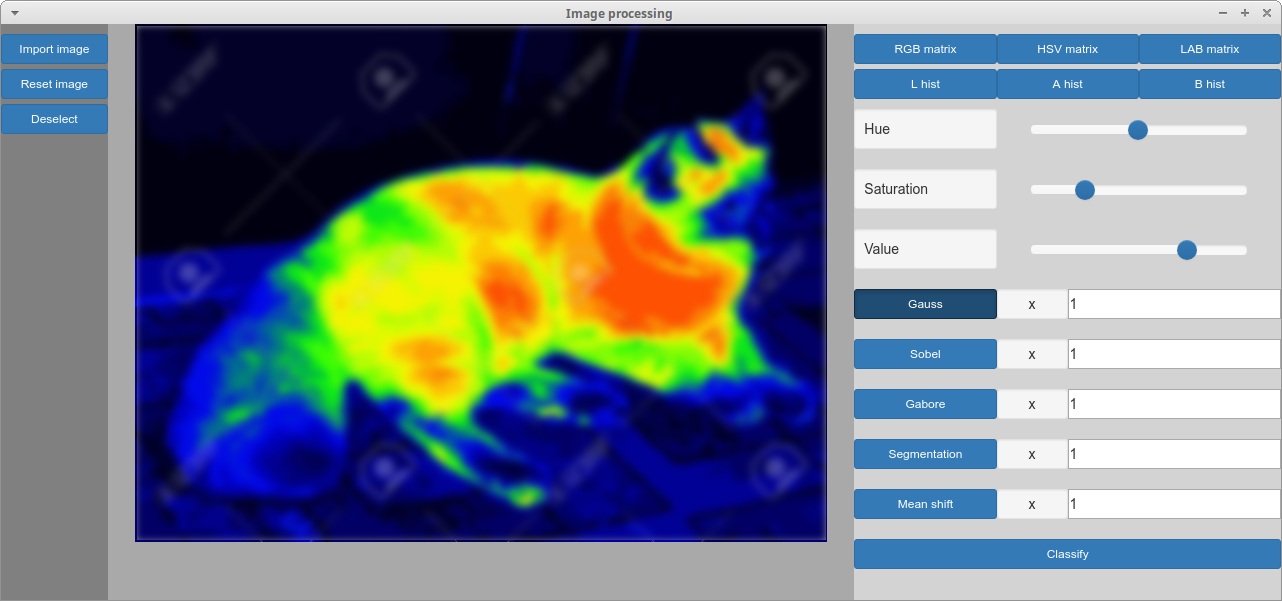 Image processing
Import image
Reset image
Deselect
RGB matrix HSV matrix LAB matrix
L hist A hist B hist
Hue
Saturation
Value
Gauss x 1
Sobel x 1
Gabore x 1
Segmentation x 1
Mean shift x 1
Classify